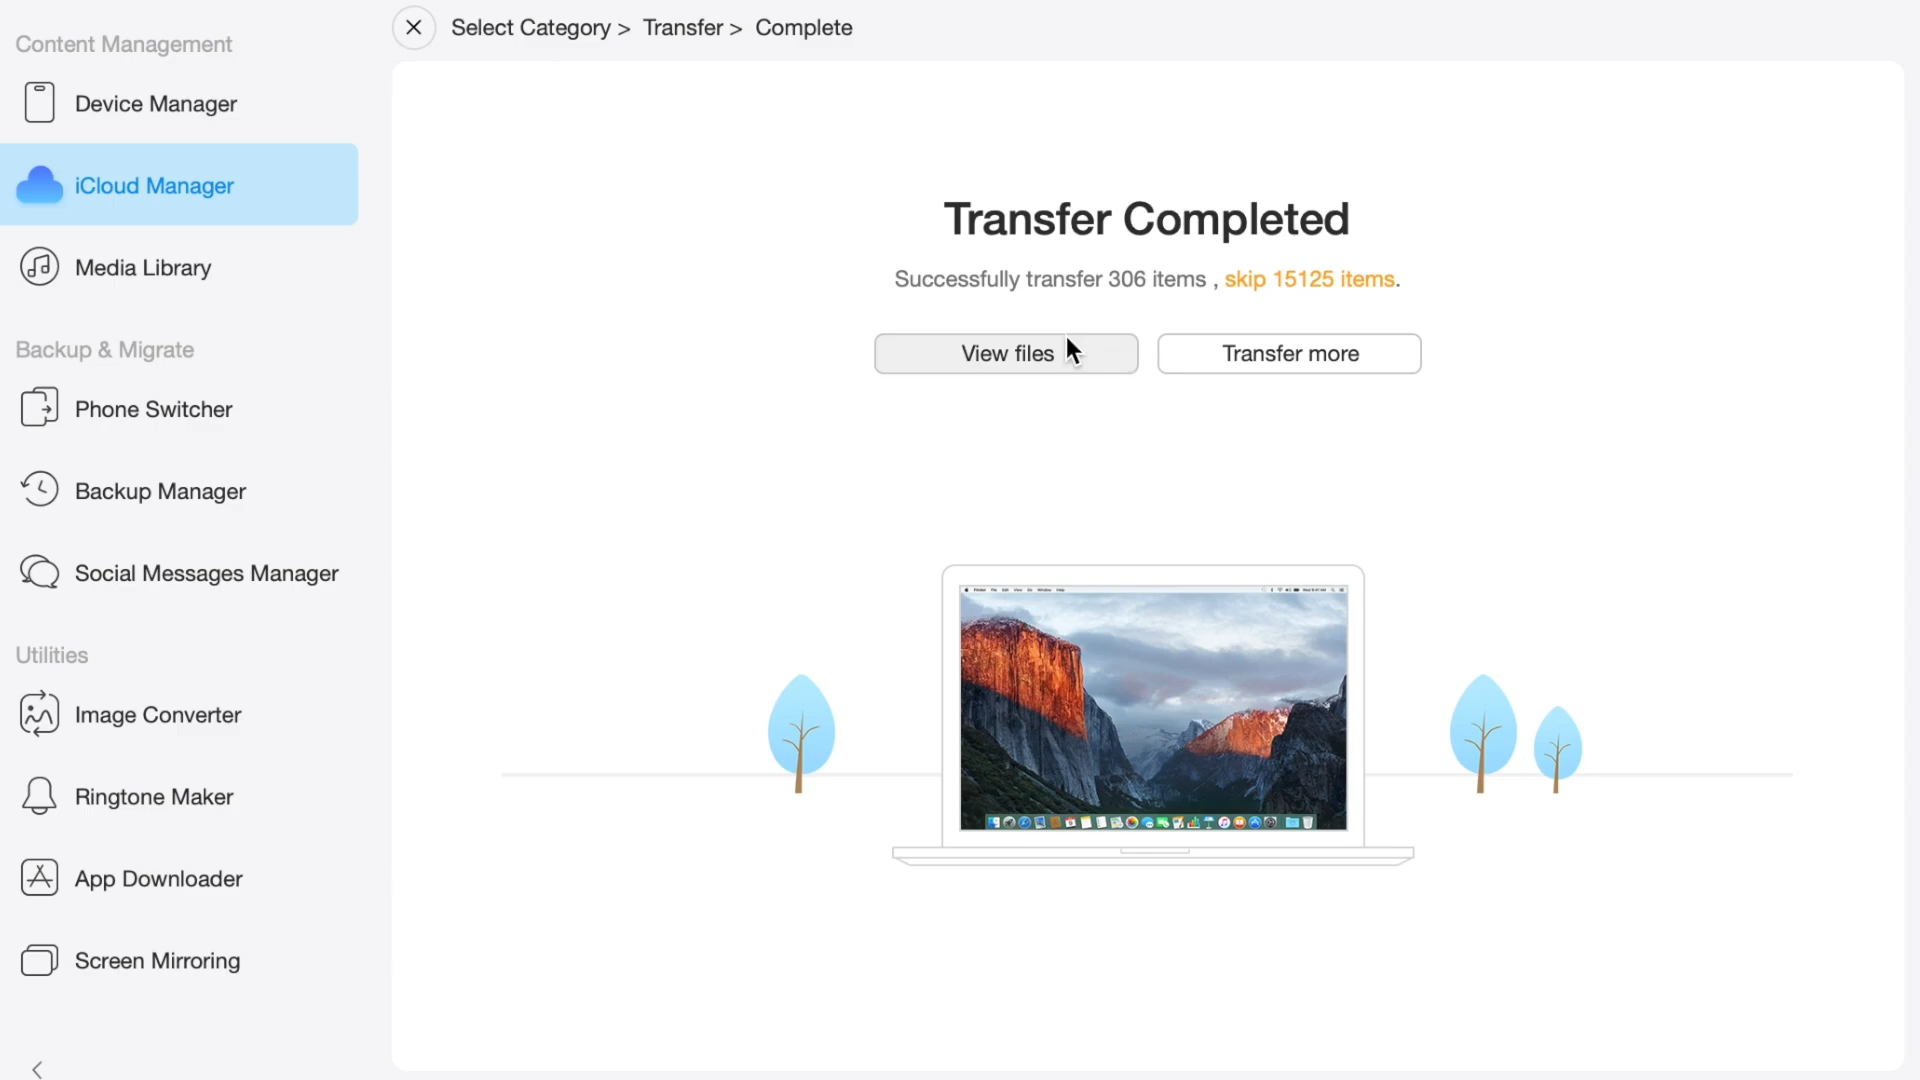 Select Category > Transfer > Complete
Content Management
Device Manager
iCloud Manager
Media Library
Backup & Migrate
Phone Switcher
Backup Manager
Social Messages Manager
Utilities
Image Converter
Ringtone Maker
App Downloader
Screen Mirroring
Transfer Completed
Successfully transfer 306 items , skip 15125 items.
View files
Transfer more